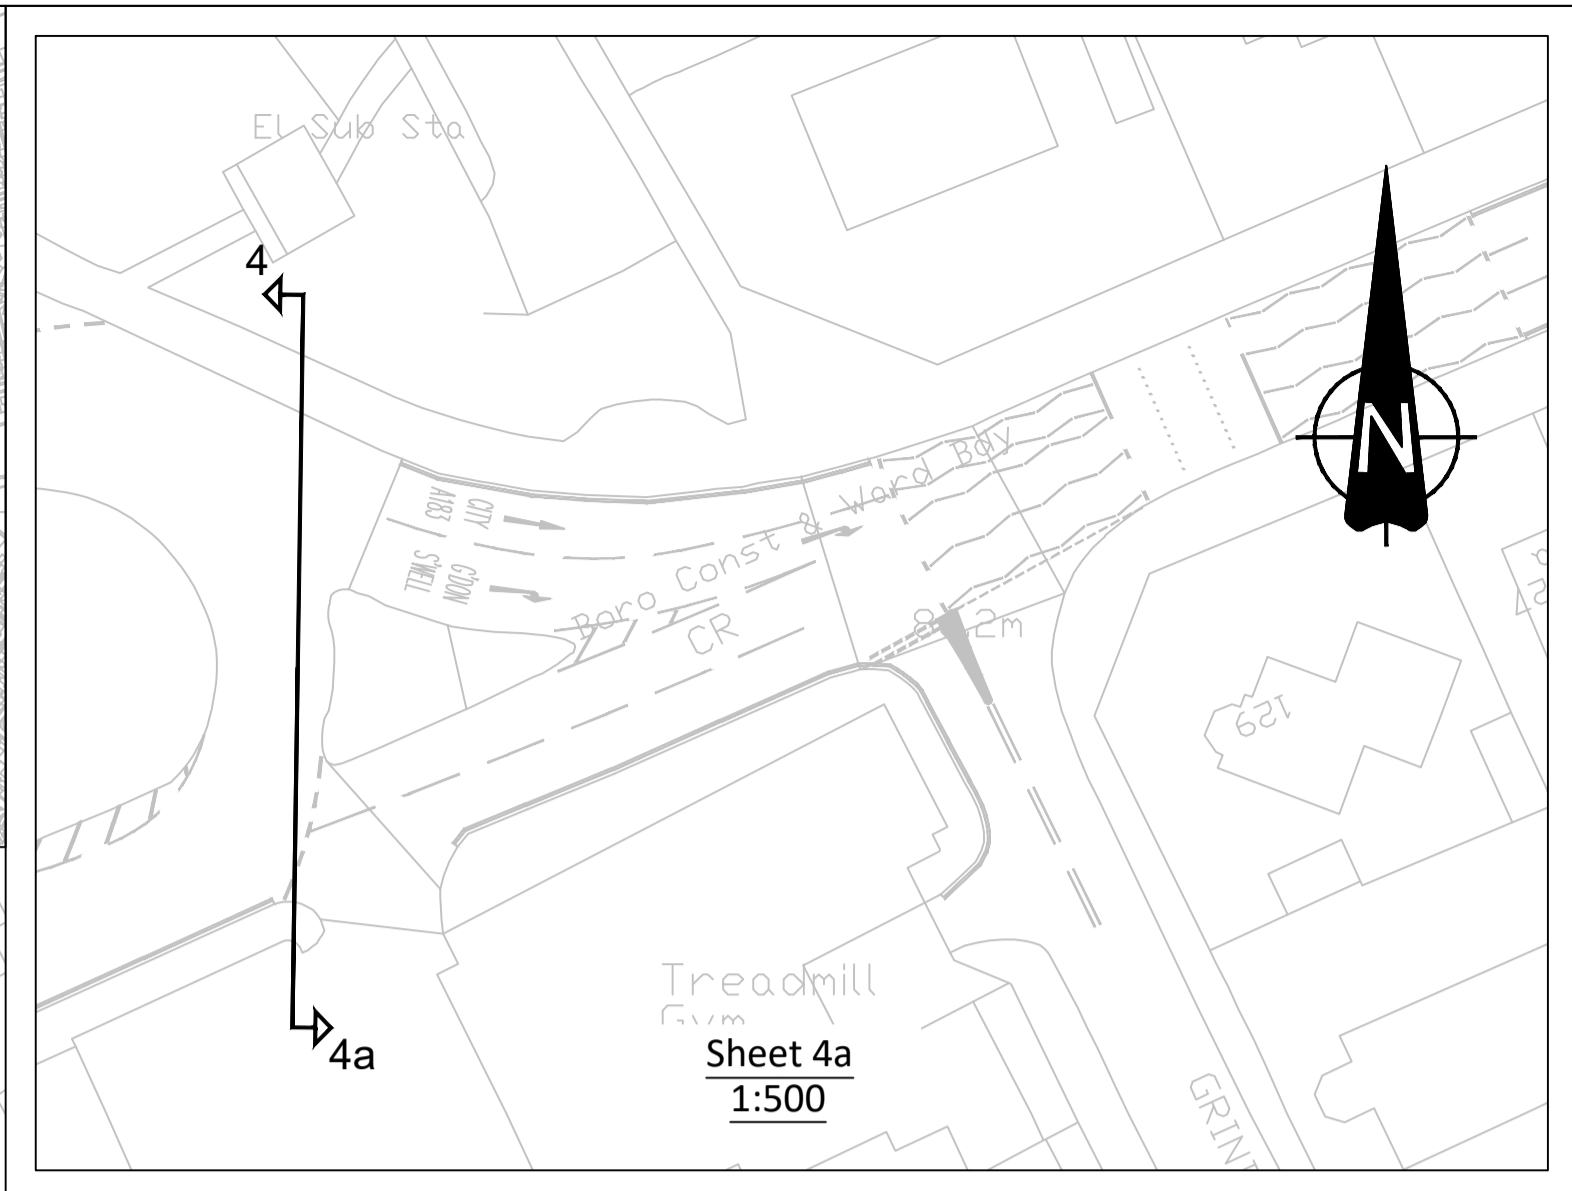 El Sub Sta
4
N
Boro Const & Ward Bdy
CITY
A183
G'DON
S'WELL
CR
129
Treadmill
Gym
4a
Sheet 4a
1:500